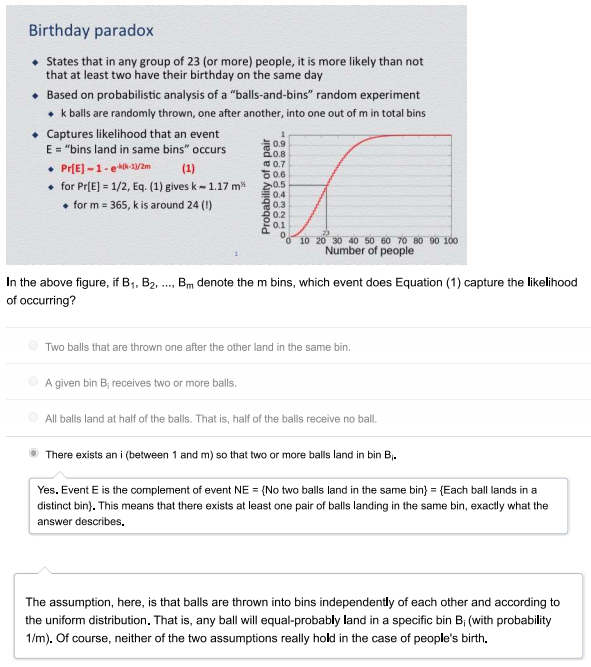 Birthday paradox
◆ States that in any group of 23 (or more) people, it is more likely than not
that at least two have their birthday on the same day
◆ Based on probabilistic analysis of a “balls-and-bins” random experiment
◆ k balls are randomly thrown, one after another, into one out of m in total bins
◆ Captures likelihood that an event
E = “bins land in same bins” occurs
◆ Pr[E] ~ 1 - e^-k(k-1)/2m (1)
◆ for Pr[E] = 1/2, Eq. (1) gives k ~ 1.17 m^½
◆ for m = 365, k is around 24 (!)
Probability of a pair
1
0.9
0.8
0.7
0.6
0.5
0.4
0.3
0.2
0.1
0
23
0 10 20 30 40 50 60 70 80 90 100
Number of people
1
In the above figure, if B₁, B₂, ..., Bₘ denote the m bins, which event does Equation (1) capture the likelihood
of occurring?
Two balls that are thrown one after the other land in the same bin.
A given bin Bᵢ receives two or more balls.
All balls land at half of the balls. That is, half of the balls receive no ball.
There exists an i (between 1 and m) so that two or more balls land in bin Bᵢ.
Yes. Event E is the complement of event NE = {No two balls land in the same bin} = {Each ball lands in a
distinct bin}. This means that there exists at least one pair of balls landing in the same bin, exactly what the
answer describes.
The assumption, here, is that balls are thrown into bins independently of each other and according to
the uniform distribution. That is, any ball will equal-probably land in a specific bin Bᵢ (with probability
1/m). Of course, neither of the two assumptions really hold in the case of people's birth.